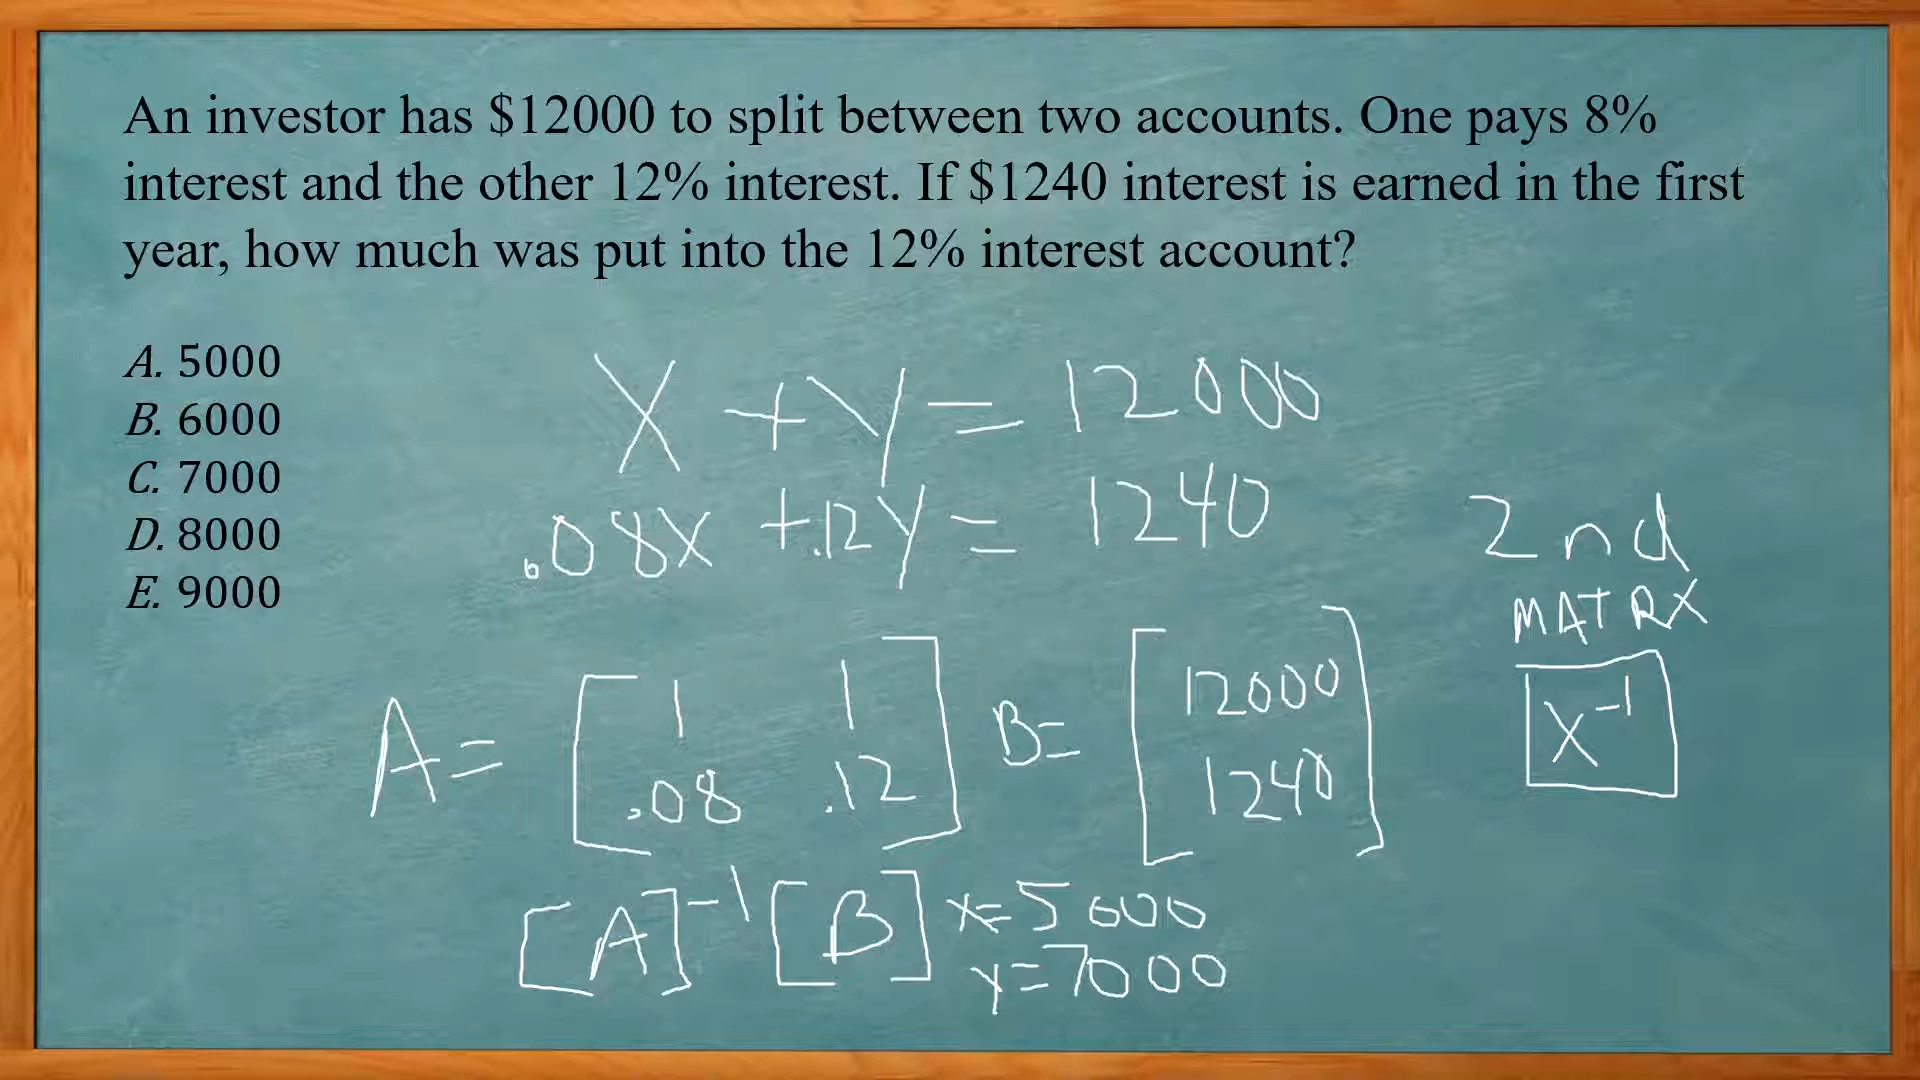 An investor has $12000 to split between two accounts. One pays 8%
interest and the other 12% interest. If $1240 interest is earned in the first
year, how much was put into the 12% interest account?
A. 5000
B. 6000
C. 7000
D. 8000
E. 9000
X + Y = 12000
.08X + .12Y = 1240
2nd
MATRX
X⁻¹
A = [1 1
.08 .12]
B = [12000
1240]
[A]⁻¹ [B] x = 5000
y = 7000